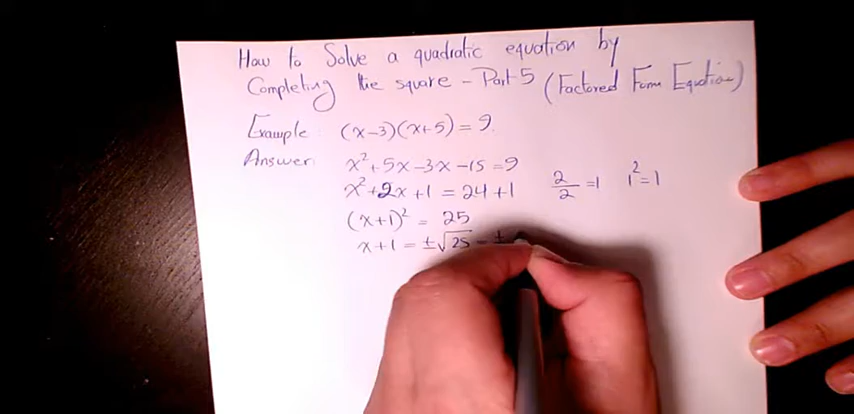 How to Solve a quadratic equation by
Completing the square - Part 5 (Factored Form Equation)
Example: (x-3)(x+5) = 9.
Answer: x² + 5x - 3x - 15 = 9
x² + 2x + 1 = 24 + 1 2/2 = 1 1² = 1
(x+1)² = 25
x + 1 = ±√25 = ±